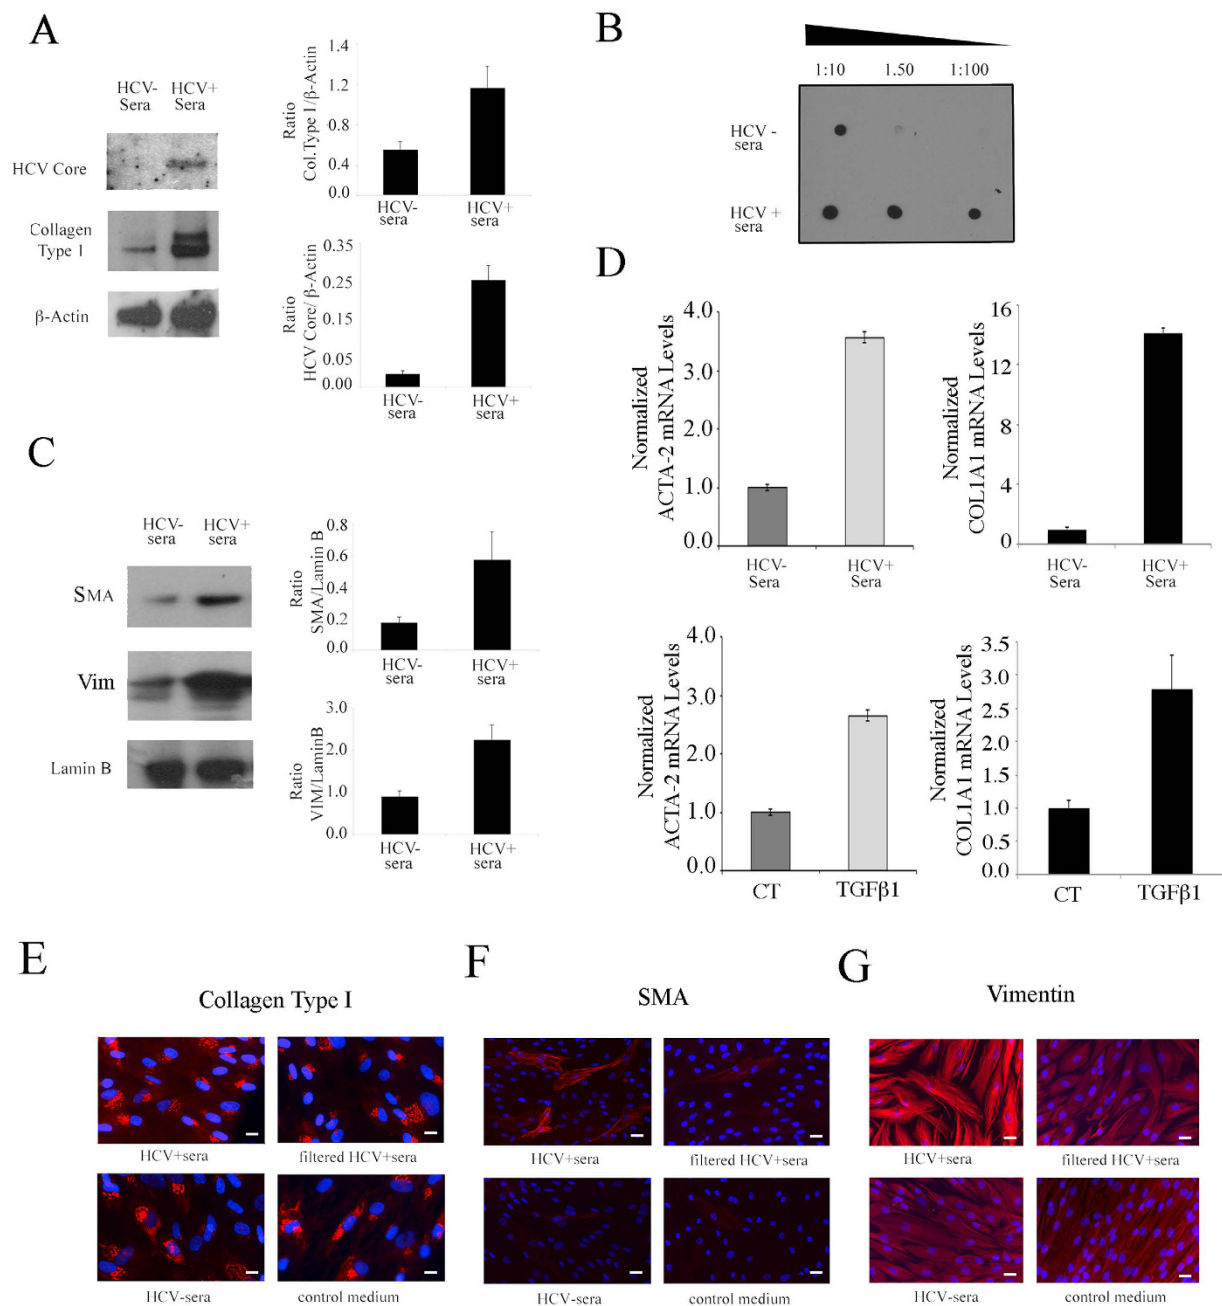 A
HCV-
Sera
HCV+
Sera
HCV Core
Collagen
Type 1
β-Actin
Ratio
Col.Type 1/β-Actin
1.4
1.2
0.4
0.0
HCV-
sera
HCV+
sera
Ratio
HCV Core/ β-Actin
0.35
0.25
0.05
0.00
HCV-
sera
HCV+
sera
B
1:10
1.50
1:100
HCV -
sera
HCV +
sera
C
HCV-
sera
HCV+
sera
SMA
Vim
Lamin B
Ratio
SMA/Lamin B
0.8
0.6
0.2
0.0
HCV-
sera
HCV+
sera
Ratio
VIM/LaminB
3.0
2.0
1.0
0.0
HCV-
sera
HCV+
sera
D
Normalized
ACTA-2 mRNA Levels
4.0
3.0
2.0
1.0
0.0
HCV-
Sera
HCV+
Sera
Normalized
COL1A1 mRNA Levels
16
14
4
0
HCV-
Sera
HCV+
Sera
Normalized
ACTA-2 mRNA Levels
4.0
3.0
2.0
1.0
0.0
CT
TGFβ1
Normalized
COL1A1 mRNA Levels
3.5
3.0
2.5
2.0
1.5
1.0
0.5
0.0
CT
TGFβ1
E
Collagen Type I
HCV+sera
filtered HCV+sera
HCV-sera
control medium
F
SMA
HCV+sera
filtered HCV+sera
HCV-sera
control medium
G
Vimentin
HCV+sera
filtered HCV+sera
HCV-sera
control medium